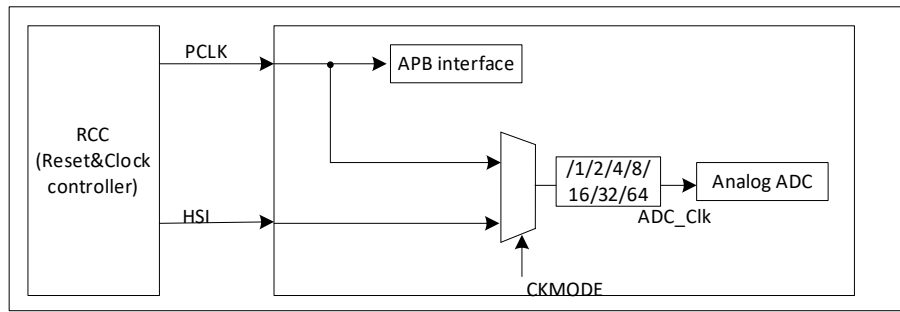 PCLK
APB interface
RCC
(Reset&Clock
controller)
/1/2/4/8/
16/32/64
Analog ADC
HSI
ADC_Clk
CKMODE